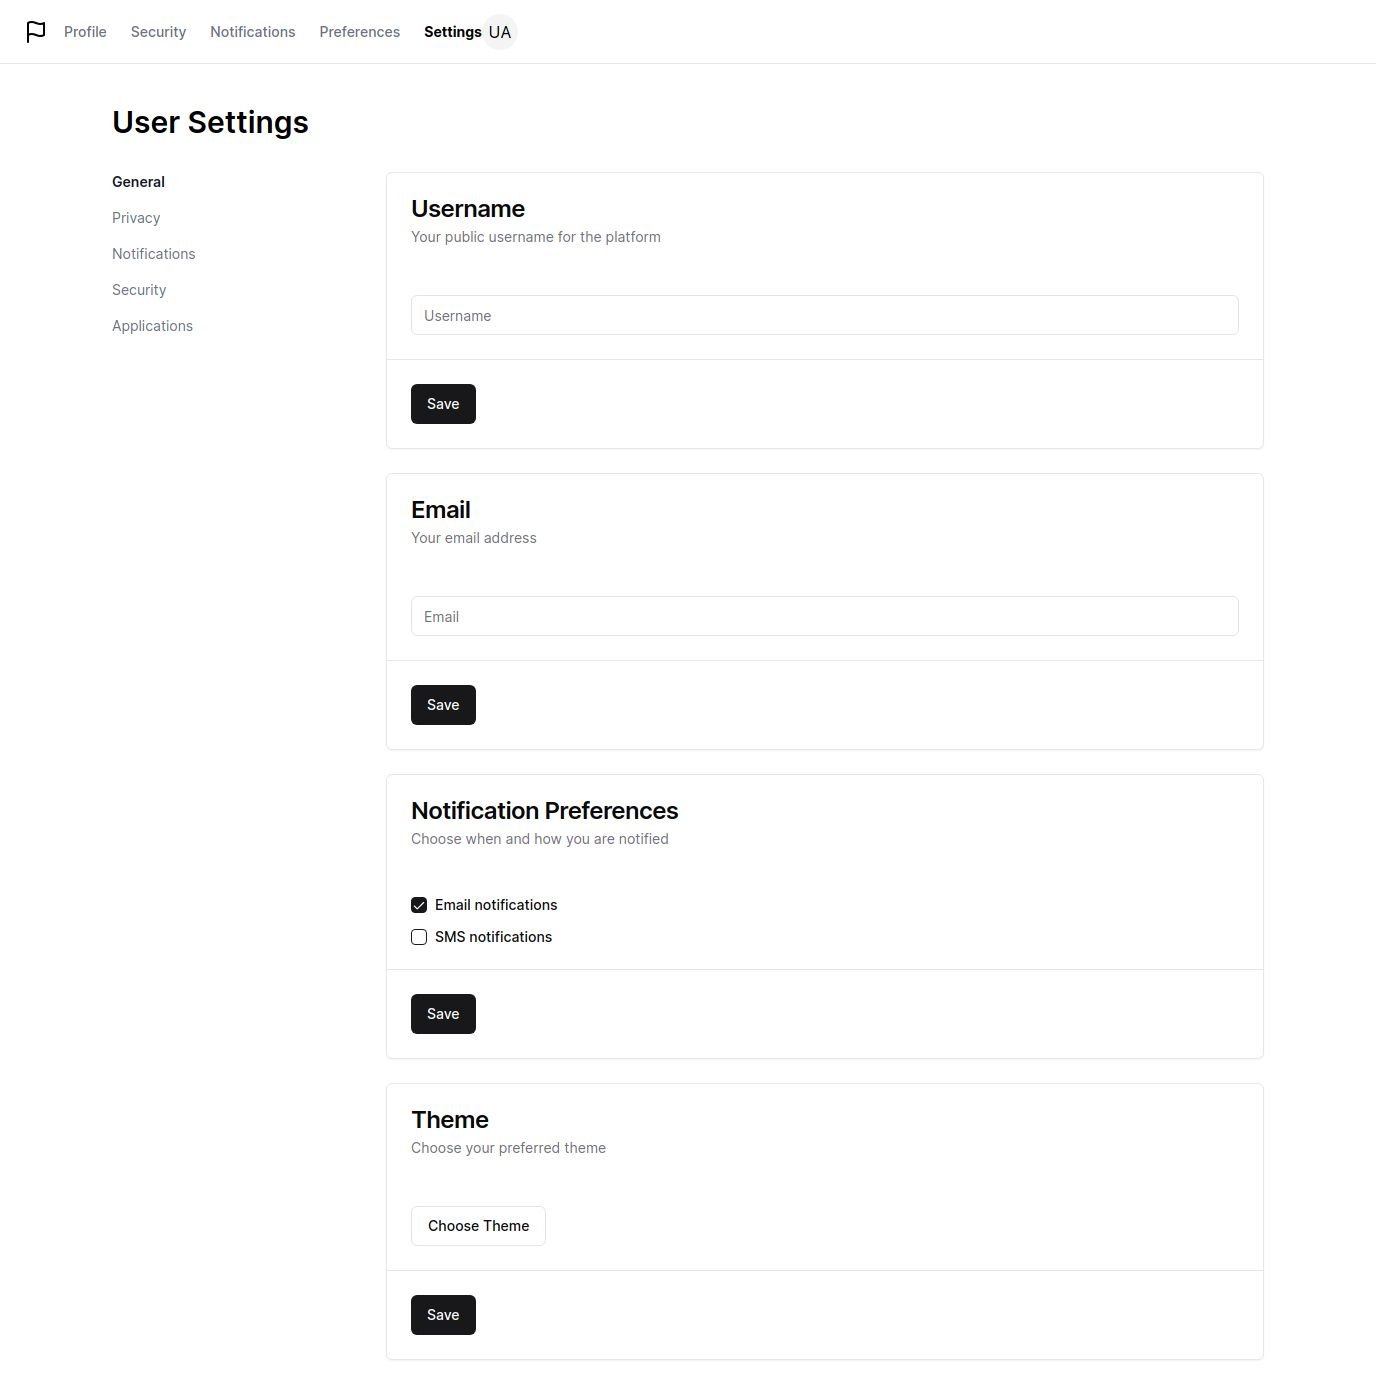 Profile Security Notifications Preferences Settings UA
User Settings
General
Privacy
Notifications
Security
Applications
Username
Your public username for the platform
Username
Save
Email
Your email address
Email
Save
Notification Preferences
Choose when and how you are notified
Email notifications
SMS notifications
Save
Theme
Choose your preferred theme
Choose Theme
Save